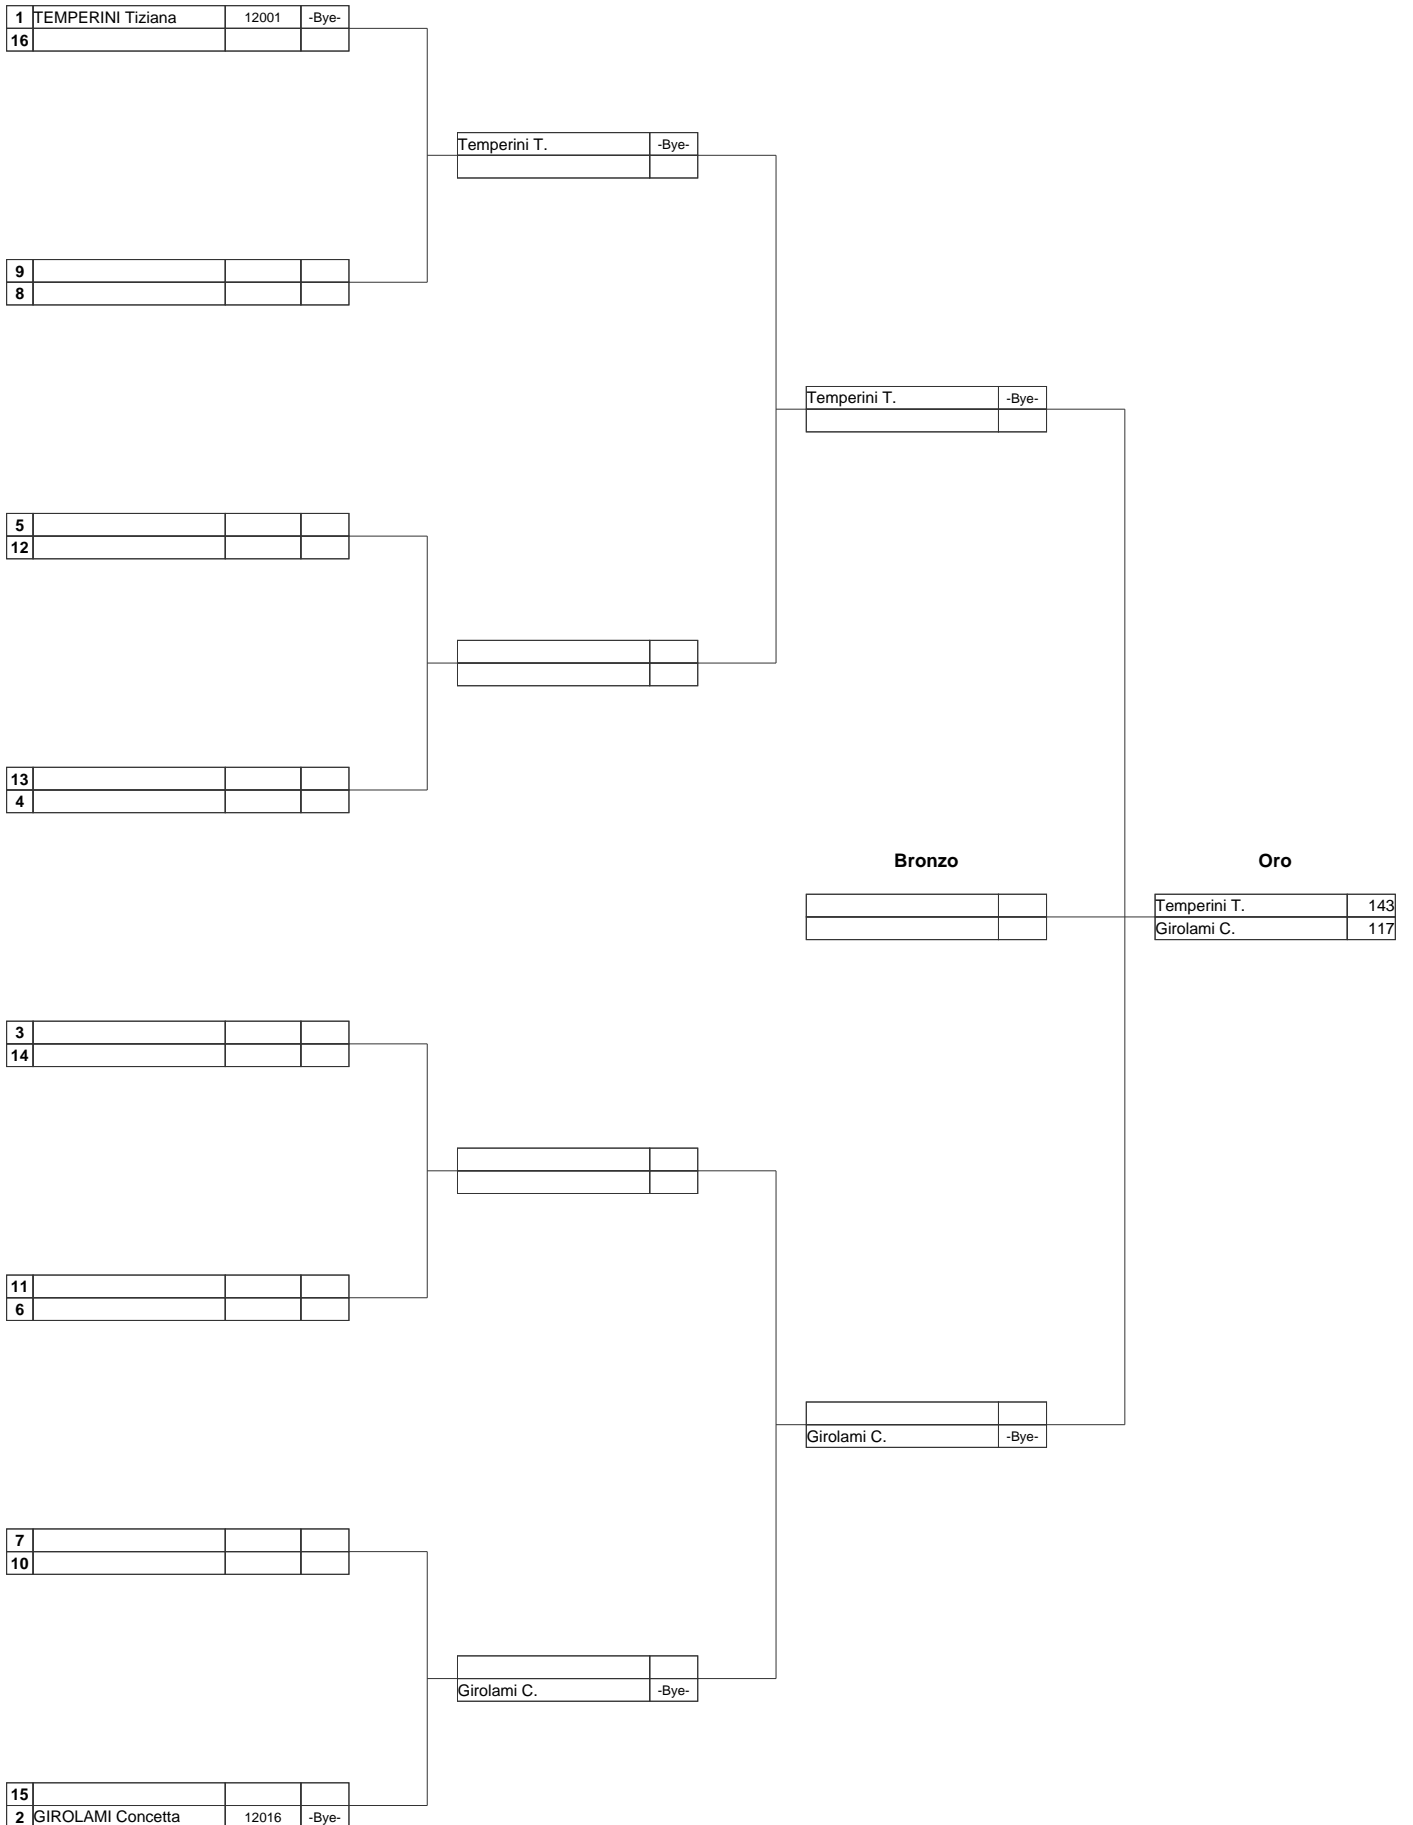 1 TEMPERINI Tiziana 12001 -Bye-
16
Temperini T. -Bye-
9
8
Temperini T. -Bye-
5
12
13
4
Bronzo Oro
Temperini T. 143
Girolami C. 117
3
14
11
6
Girolami C. -Bye-
7
10
Girolami C. -Bye-
15
2 GIROLAMI Concetta 12016 -Bye-